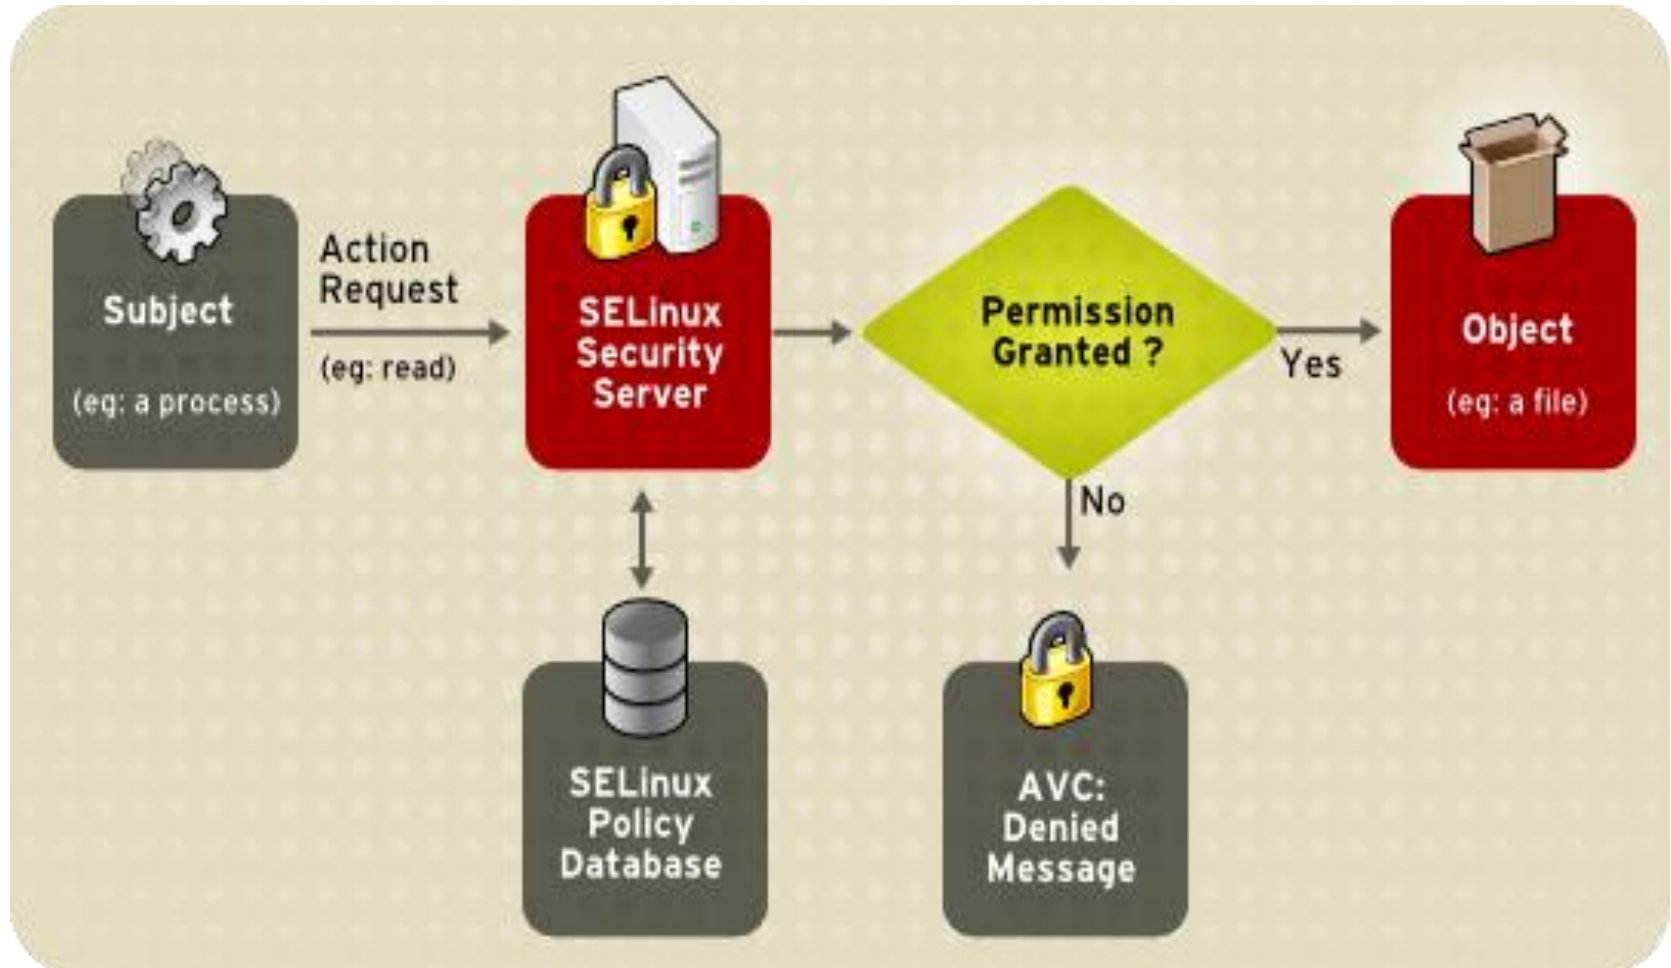 Subject
(eg: a process)
Action
Request
(eg: read)
SELinux
Security
Server
Permission
Granted ?
Yes
Object
(eg: a file)
No
SELinux
Policy
Database
AVC:
Denied
Message